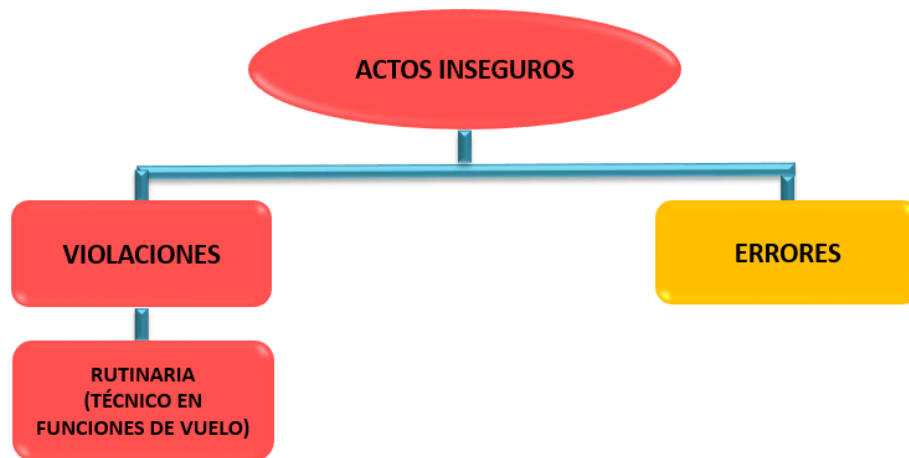 ACTOS INSEGUROS
VIOLACIONES
ERRORES
RUTINARIA
(TÉCNICO EN
FUNCIONES DE VUELO)